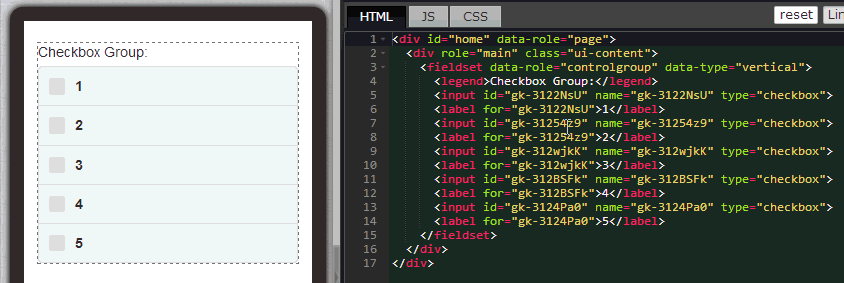 Checkbox Group:
1
2
3
4
5
HTML JS CSS reset Lin
1 <div id="home" data-role="page">
2 <div role="main" class="ui-content">
3 <fieldset data-role="controlgroup" data-type="vertical">
4 <legend>Checkbox Group:</legend>
5 <input id="gk-3122NsU" name="gk-3122NsU" type="checkbox">
6 <label for="gk-3122NsU">1</label>
7 <input id="gk-31254z9" name="gk-31254z9" type="checkbox">
8 <label for="gk-31254z9">2</label>
9 <input id="gk-312wjkK" name="gk-312wjkK" type="checkbox">
10 <label for="gk-312wjkK">3</label>
11 <input id="gk-312BSFk" name="gk-312BSFk" type="checkbox">
12 <label for="gk-312BSFk">4</label>
13 <input id="gk-3124Pa0" name="gk-3124Pa0" type="checkbox">
14 <label for="gk-3124Pa0">5</label>
15 </fieldset>
16 </div>
17 </div>